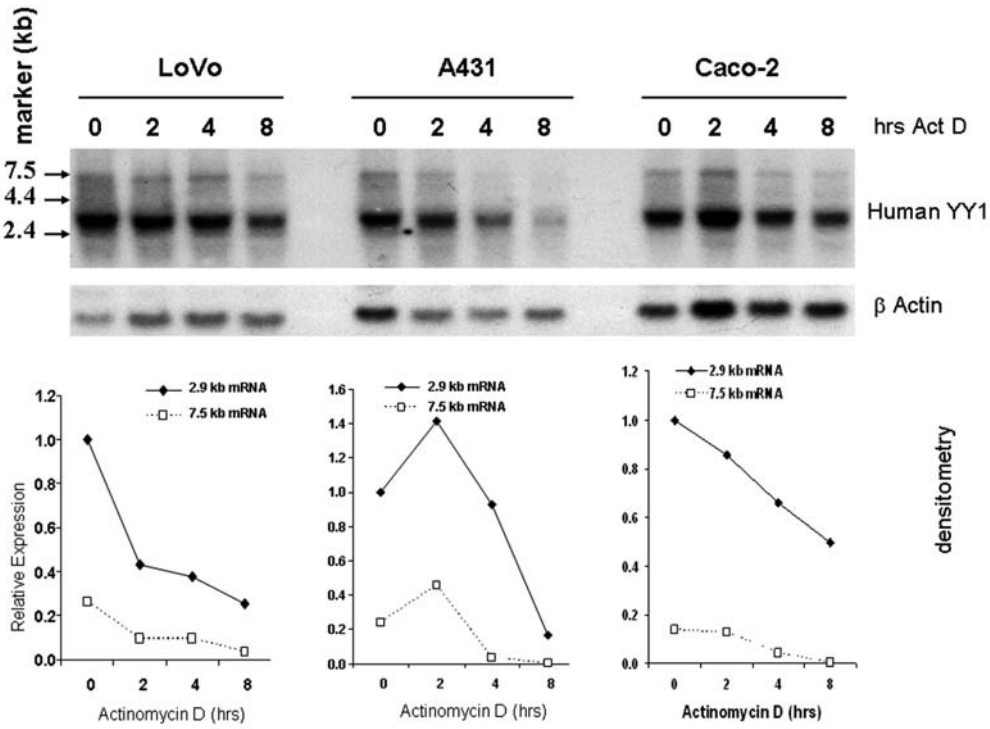 marker (kb)
LoVo A431 Caco-2
0 2 4 8 0 2 4 8 0 2 4 8 hrs Act D
7.5
4.4
2.4
Human YY1
β Actin
2.9 kb mRNA
7.5 kb mRNA
1.2
1.0
0.8
0.6
0.4
0.2
0.0
Relative Expression
0 2 4 8
Actinomycin D (hrs)
2.9 kb mRNA
7.5 kb mRNA
1.6
1.4
1.2
1.0
0.8
0.6
0.4
0.2
0.0
0 2 4 8
Actinomycin D (hrs)
2.9 kb mRNA
7.5 kb mRNA
1.2
1.0
0.8
0.6
0.4
0.2
0.0
0 2 4 8
Actinomycin D (hrs)
densitometry